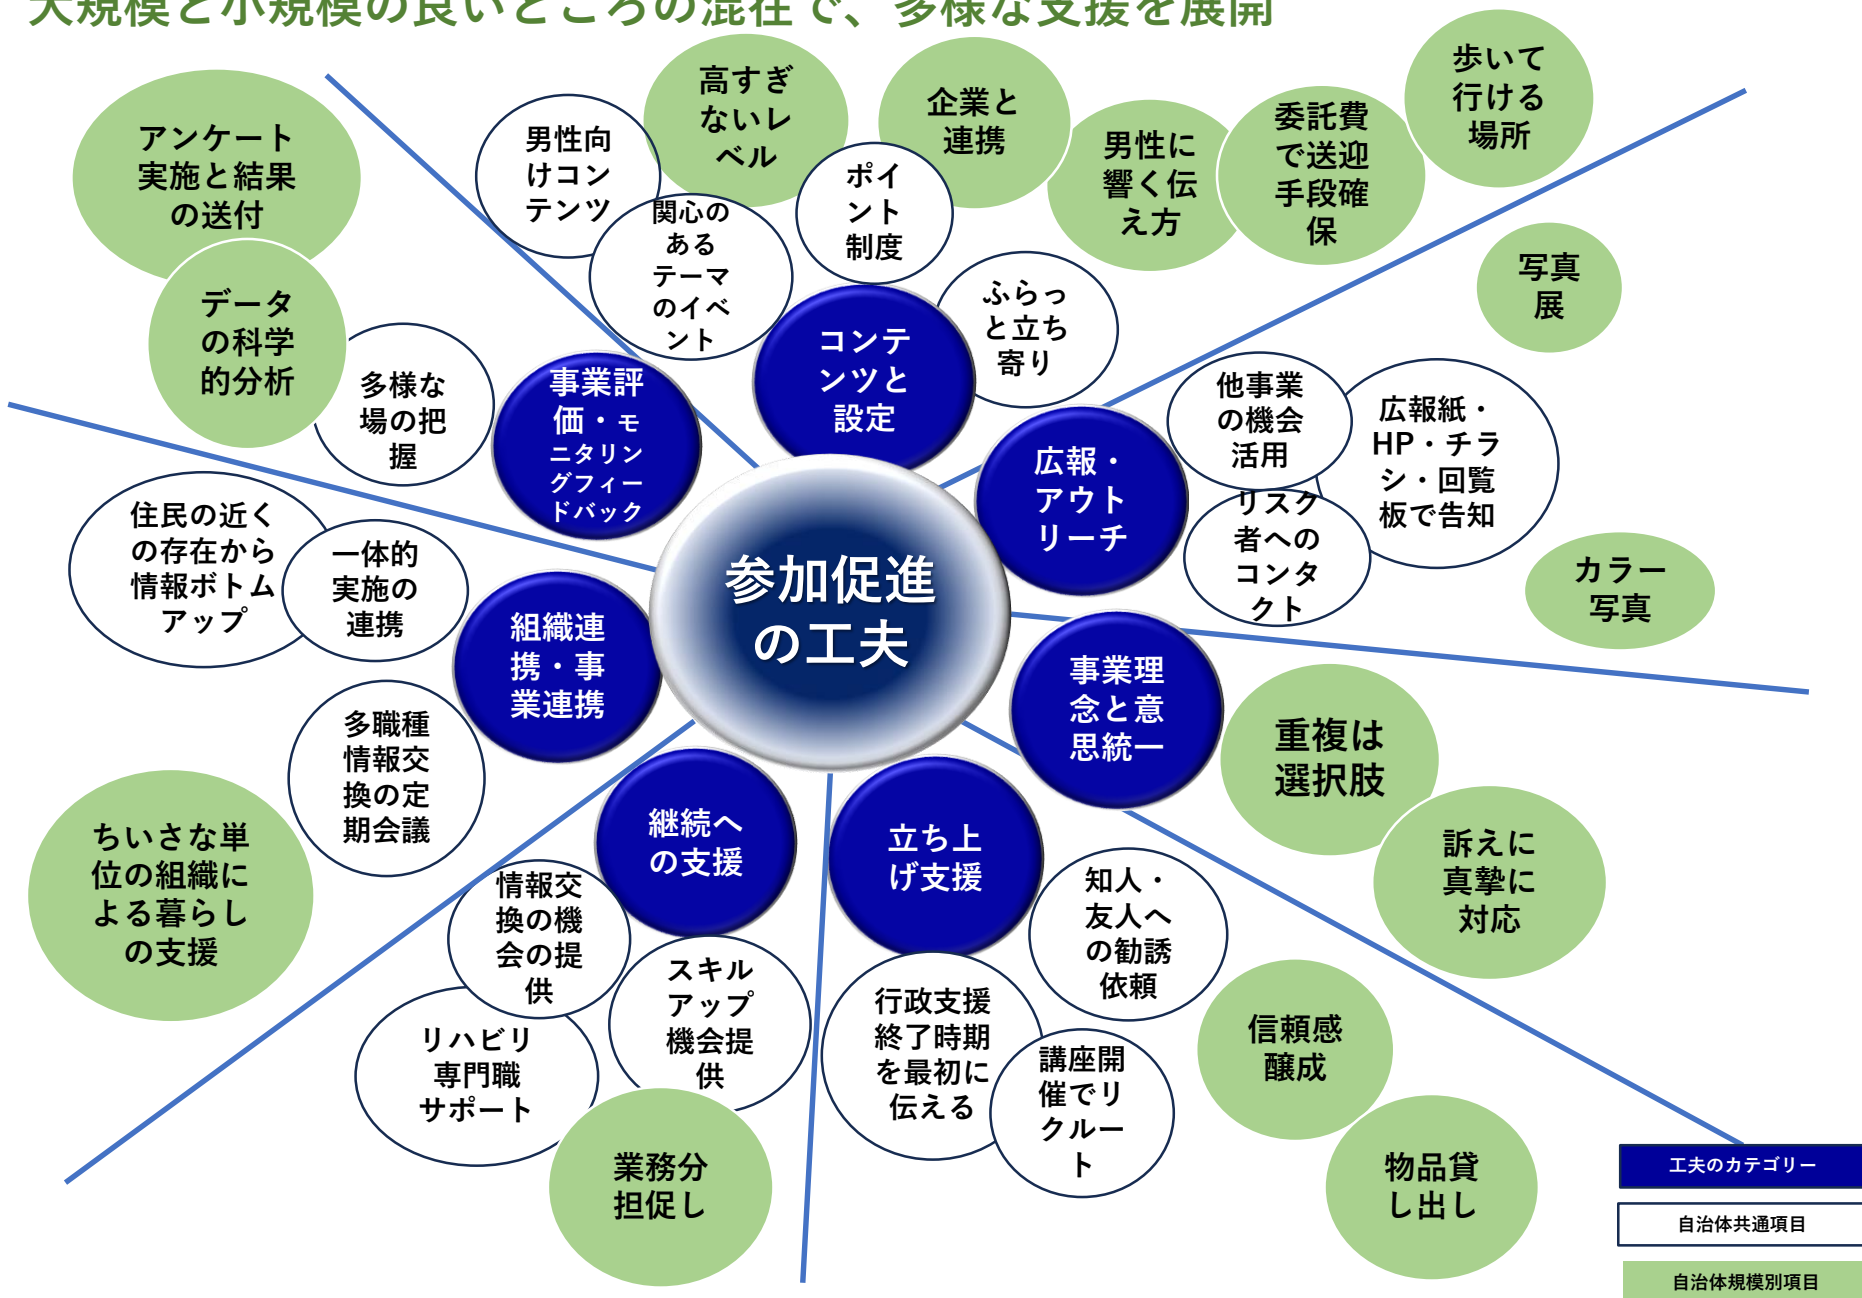 大規模と小規模の良いところの混在で、多様な支援を展開
アンケート
実施と結果
の送付
データ
の科学
的分析
多様な
場の把
握
事業評
価・モ
ニタリン
グフィー
ドバック
男性向
けコン
テンツ
高すぎ
ないレ
ベル
関心の
ある
テーマ
のイベ
ント
ポイ
ント
制度
企業と
連携
男性に
響く伝
え方
委託費
で送迎
手段確
保
歩いて
行ける
場所
ふらっ
と立ち
寄り
コンテ
ンツと
設定
写真
展
他事業
の機会
活用
広報紙・
HP・チラ
シ・回覧
板で告知
リスク
者への
コンタ
クト
広報・
アウト
リーチ
カラー
写真
参加促進
の工夫
住民の近く
の存在から
情報ボトム
アップ
一体的
実施の
連携
組織連
携・事
業連携
多職種
情報交
換の定
期会議
ちいさな単
位の組織に
よる暮らし
の支援
事業理
念と意
思統一
重複は
選択肢
訴えに
真摯に
対応
継続へ
の支援
情報交
換の機
会の提
供
スキル
アップ
機会提
供
リハビリ
専門職
サポート
業務分
担促し
立ち上
げ支援
知人・
友人へ
の勧誘
依頼
行政支援
終了時期
を最初に
伝える
講座開
催でリ
クルー
ト
信頼感
醸成
物品貸
し出し
工夫のカテゴリー
自治体共通項目
自治体規模別項目